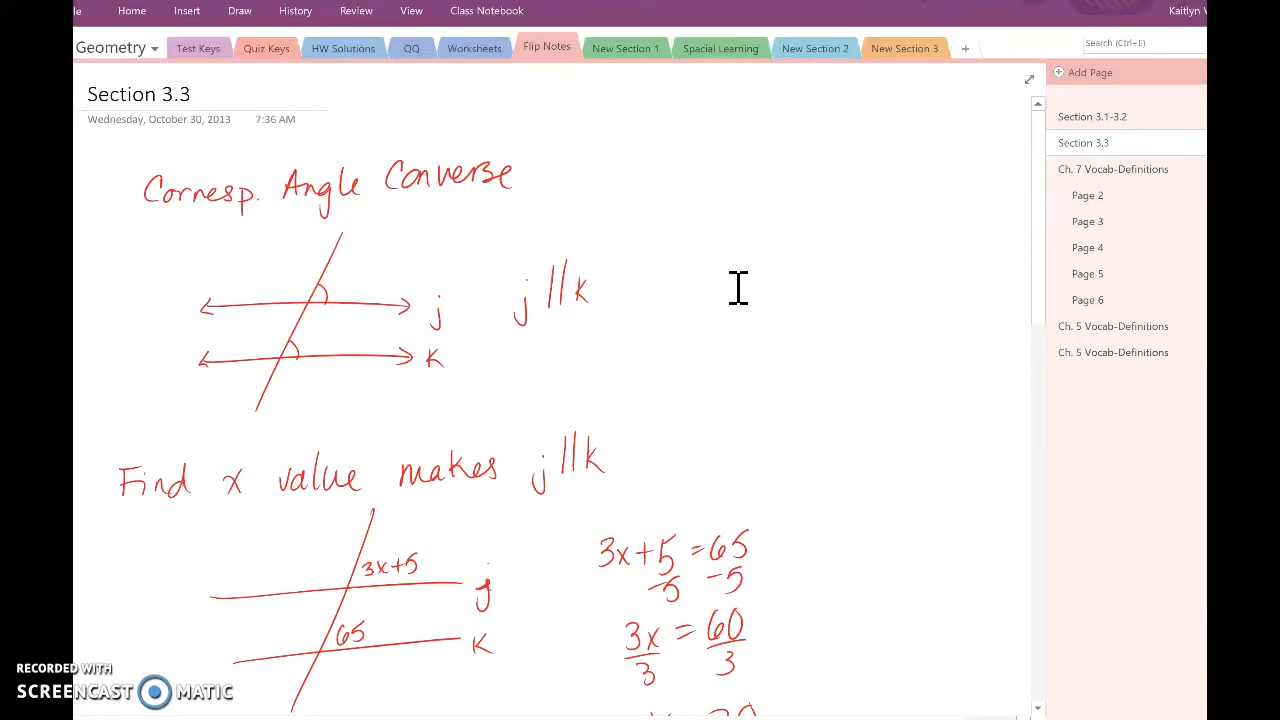 le Home Insert Draw History Review View Class Notebook Kaitlyn V
Geometry Test Keys Quiz Keys HW Solutions QQ Worksheets Flip Notes New Section 1 Spacial Learning New Section 2 New Section 3 + Search (Ctrl+E)
Add Page
Section 3.3
Wednesday, October 30, 2013 7:36 AM
Section 3.1-3.2
Section 3.3
Ch. 7 Vocab-Definitions
Page 2
Page 3
Page 4
Page 5
Page 6
Ch. 5 Vocab-Definitions
Ch. 5 Vocab-Definitions
Corresp. Angle Converse
j
k
j || k
Find x value makes j || k
3x+5
j
65
k
3x+5 = 65
-5 -5
3x = 60
3 3
RECORDED WITH
SCREENCAST MATIC